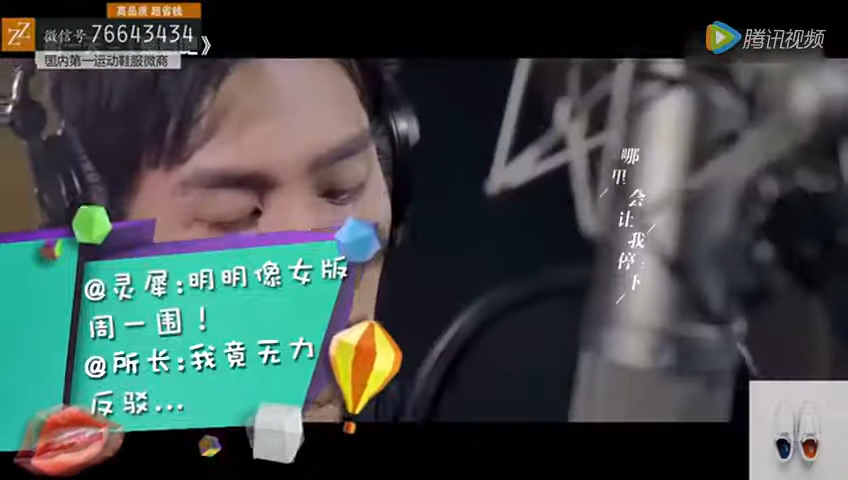 高品质 超省钱
ZZ
微信号 76643434
》
国内第一运动鞋服微商
腾讯视频
哪里
会让
我停
下
@灵犀:明明像女版
周一围！
@所长:我竟无力
反驳...